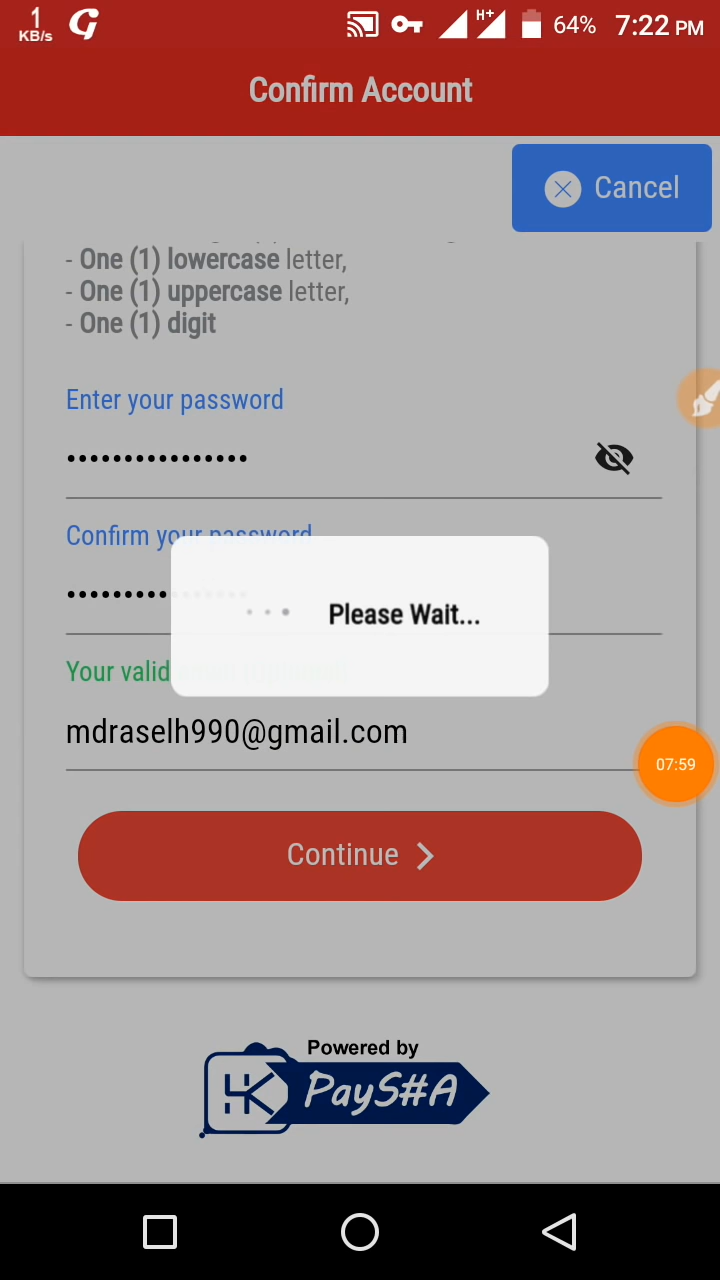 1
KB/s
H+
64%
7:22 PM
Confirm Account
Cancel
- One (1) lowercase letter,
- One (1) uppercase letter,
- One (1) digit
Enter your password
••••••••••••••••
Confirm your password
Please Wait...
Your valid
mdraselh990@gmail.com
07:59
Continue
Powered by
PayS#A